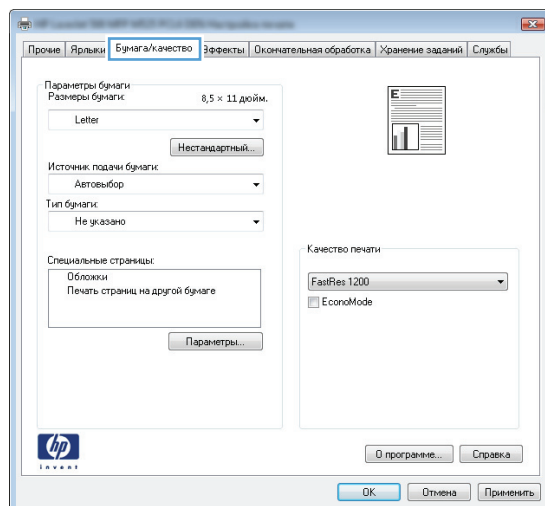 Прочие Ярлыки Бумага/качество Эффекты Окончательная обработка Хранение заданий Службы
Параметры бумаги
Размеры бумаги: 8,5 × 11 дюйм.
Letter
Нестандартный...
Источник подачи бумаги:
Автовыбор
Тип бумаги:
Не указано
Специальные страницы:
Обложки
Печать страниц на другой бумаге
Параметры...
E
Качество печати
FastRes 1200
EconoMode
hp
invent
О программе... Справка
OK Отмена Применить